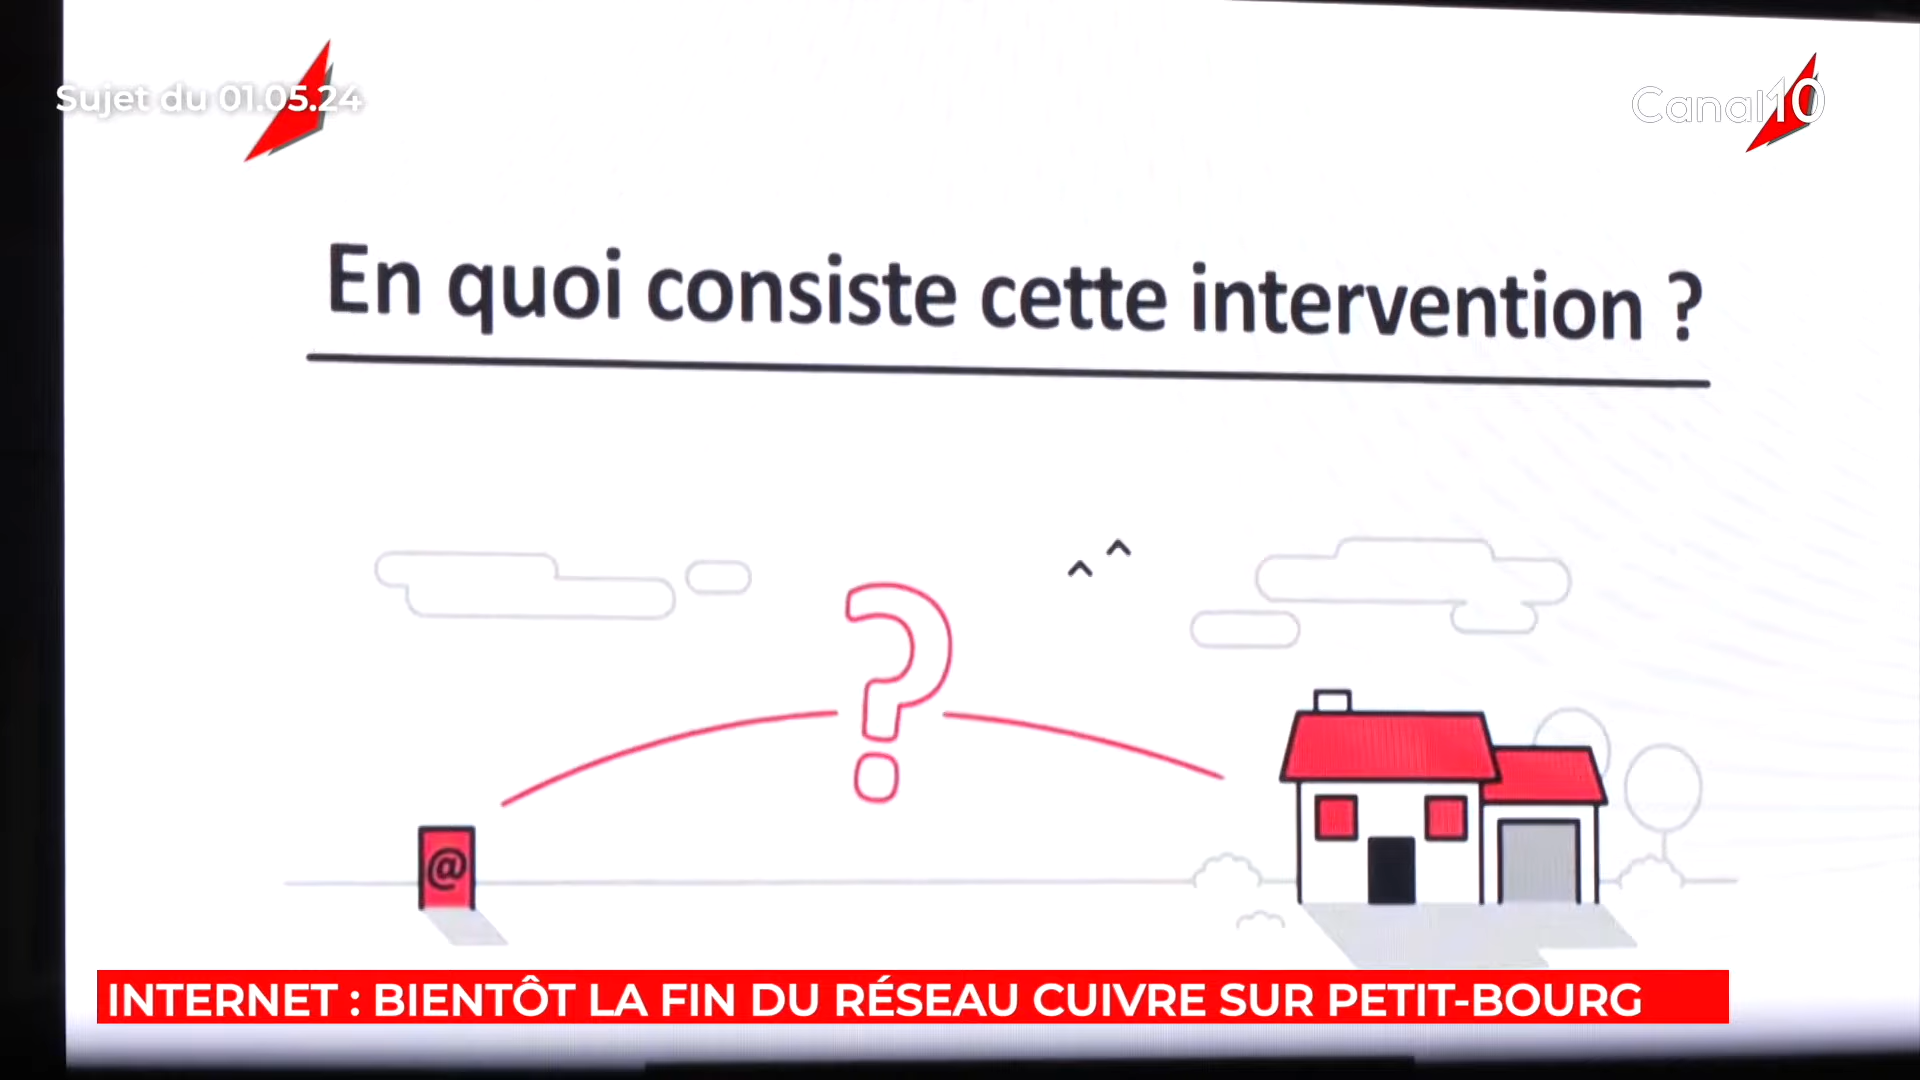 Sujet du 01.05.24
Canal10
En quoi consiste cette intervention ?
@
INTERNET : BIENTÔT LA FIN DU RÉSEAU CUIVRE SUR PETIT-BOURG